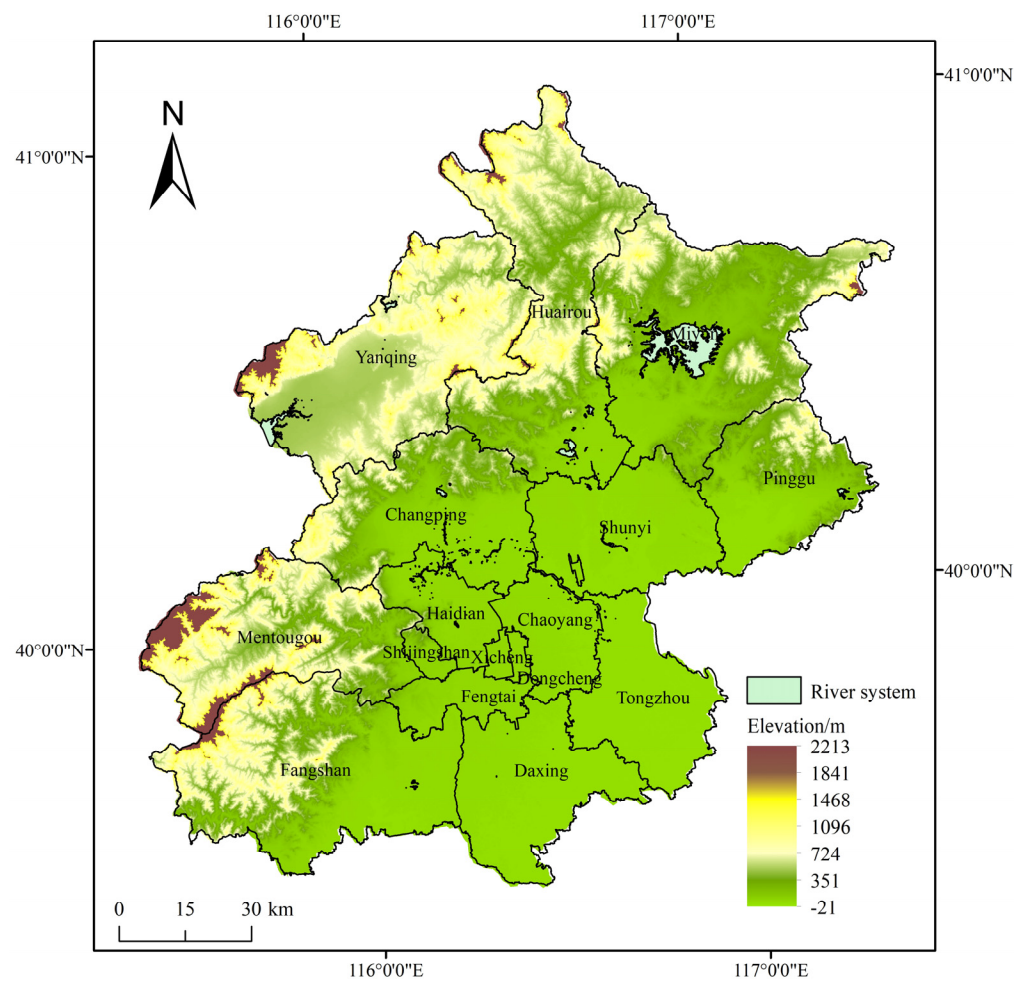 116°0'0"E
117°0'0"E
41°0'0"N
N
41°0'0"N
Huairou
Miyun
Yanqing
Pinggu
Changping
Shunyi
40°0'0"N
Haidian
Chaoyang
Mentougou
40°0'0"N
Shijingshan
Xicheng
Dongcheng
Fengtai
Tongzhou
River system
Elevation/m
Fangshan
Daxing
2213
1841
1468
1096
724
351
-21
0 15 30 km
116°0'0"E
117°0'0"E